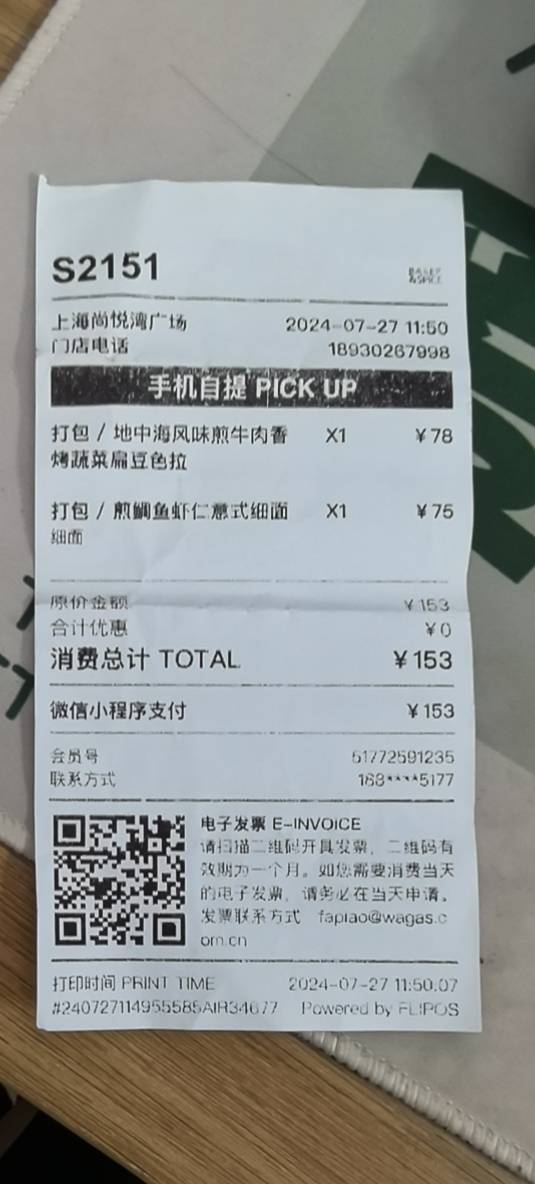 S2151
BAKER
&SPICE
上海尚悦湾广场 2024-07-27 11:50
门店电话 18930267998
手机自提 PICK UP
打包 / 地中海风味煎牛肉香 X1 ¥78
烤蔬菜扁豆色拉
打包 / 煎鲷鱼虾仁意式细面 X1 ¥75
细面
原价金额 ¥153
合计优惠 ¥0
消费总计 TOTAL ¥153
微信小程序支付 ¥153
会员号 51772591235
联系方式 188****5177
电子发票 E-INVOICE
请扫描二维码开具发票，二维码有
效期为一个月。如您需要消费当天
的电子发票，请务必在当天申请。
发票联系方式 fapiao@wagas.c
om.cn
打印时间 PRINT TIME 2024-07-27 11:50:07
#240727114955585AIR34677 Powered by FLIPOS